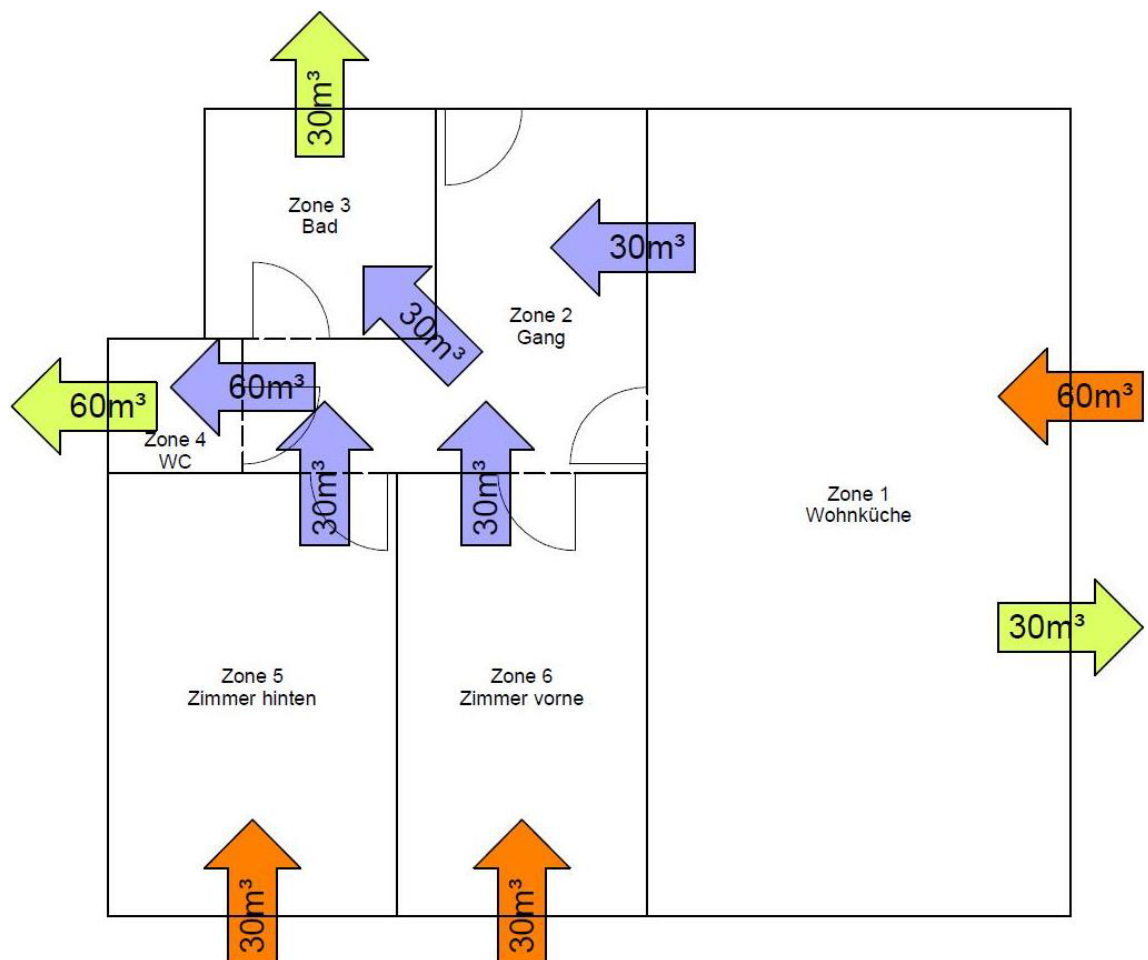 30m³
Zone 3
Bad
30m³
Zone 2
Gang
30m³
60m³
60m³
60m³
Zone 4
WC
30m³
30m³
Zone 1
Wohnküche
30m³
Zone 5
Zimmer hinten
Zone 6
Zimmer vorne
30m³
30m³